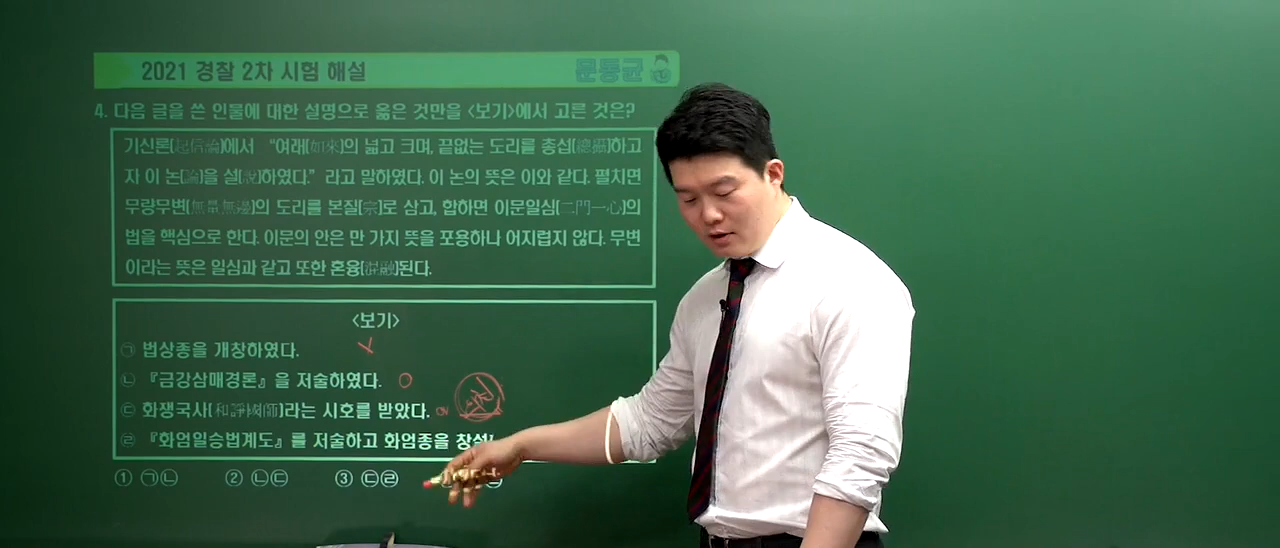 2021 경찰 2차 시험 해설
문동균
4. 다음 글을 쓴 인물에 대한 설명으로 옳은 것만을 <보기>에서 고른 것은?
기신론(起信論)에서 "여래(如來)의 넓고 크며, 끝없는 도리를 총섭(總攝)하고
자 이 논(論)을 설(說)하였다." 라고 말하였다. 이 논의 뜻은 이와 같다. 펼치면
무량무변(無量無邊)의 도리를 본질(宗)로 삼고, 합하면 이문일심(二門一心)의
법을 핵심으로 한다. 이문의 안은 만 가지 뜻을 포용하나 어지럽지 않다. 무변
이라는 뜻은 일심과 같고 또한 혼융(混融)된다.
<보기>
㉠ 법상종을 개창하였다.
㉡ 『금강삼매경론』을 저술하였다.
㉢ 화쟁국사(和諍國師)라는 시호를 받았다.
㉣ 『화엄일승법계도』를 저술하고 화엄종을 창설
① ㉠㉡ ② ㉡㉢ ③ ㉢㉣